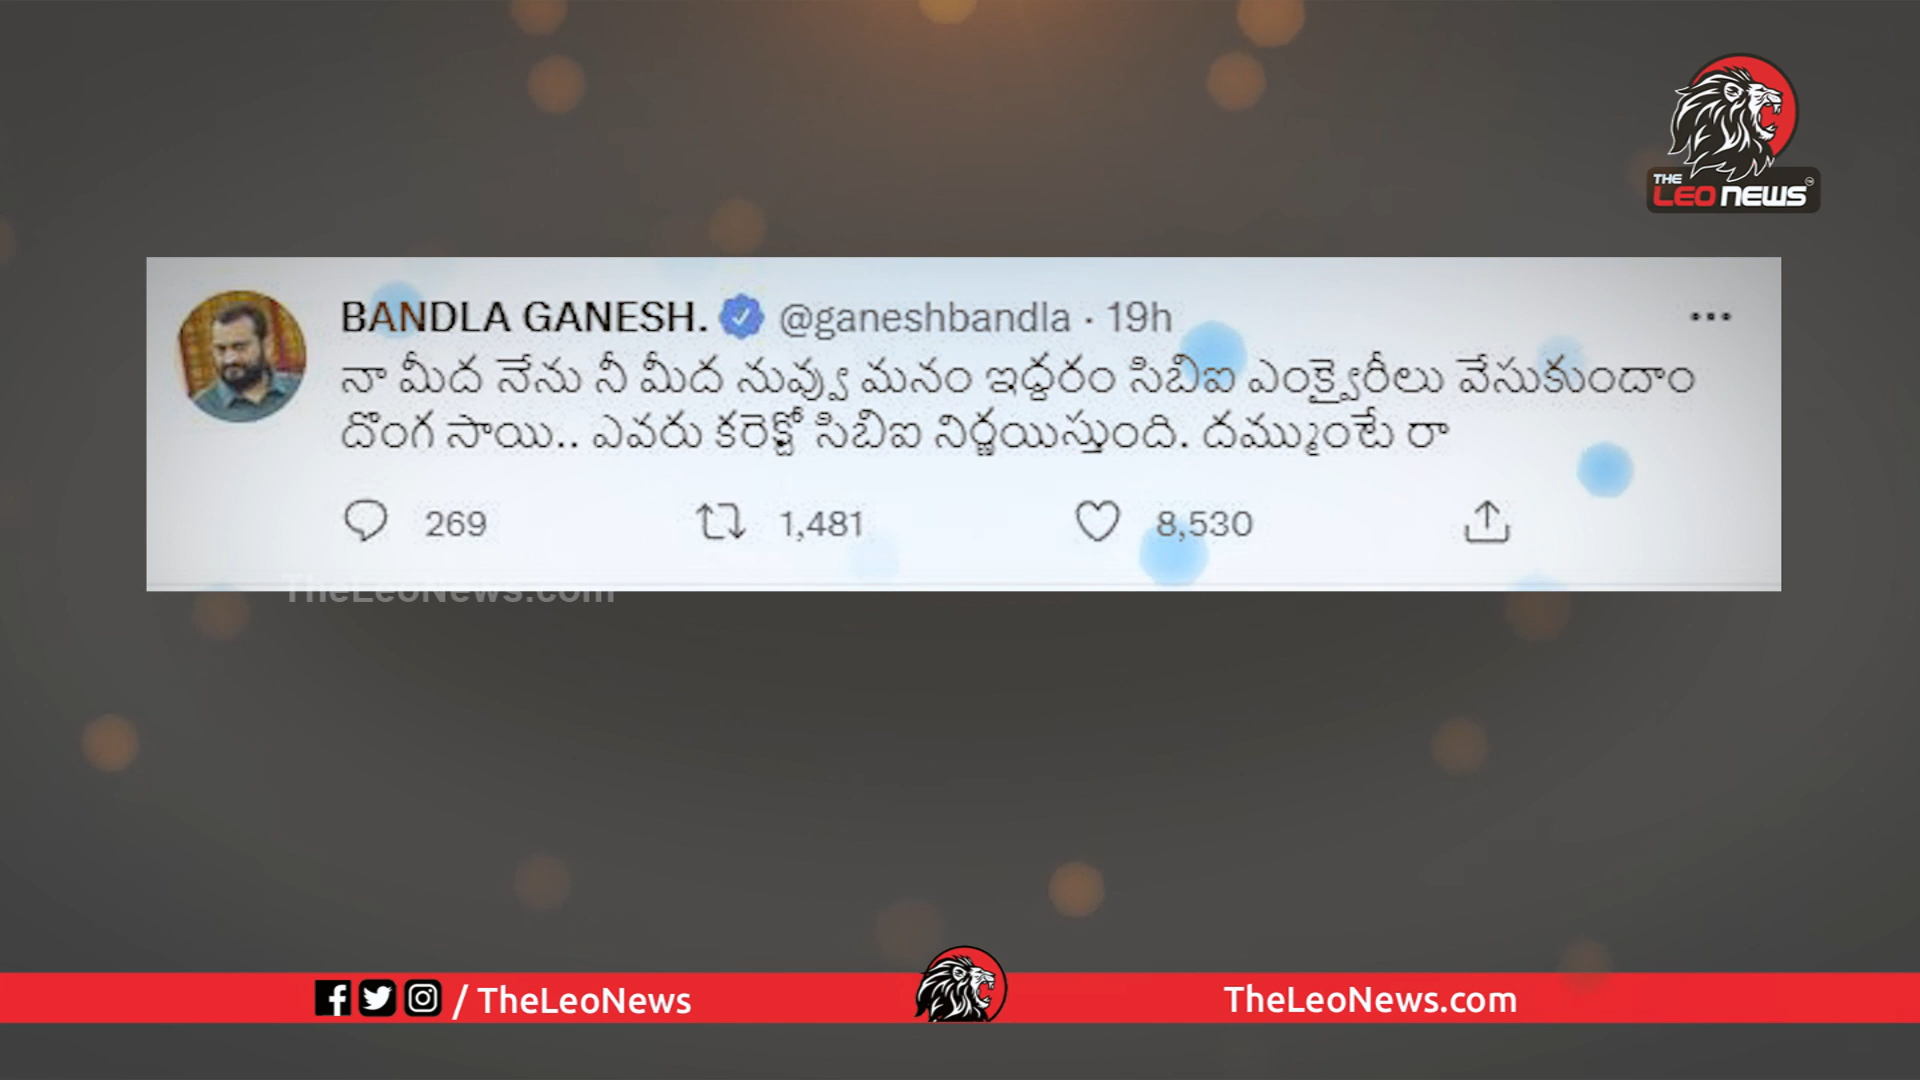 THE
LEO NEWS
BANDLA GANESH. @ganeshbandla · 19h
నా మీద నేను నీ మీద నువ్వు మనం ఇద్దరం సిబిఐ ఎంక్వైరీలు వేసుకుందాం
దొంగ సాయి.. ఎవరు కరెక్టో సిబిఐ నిర్ణయిస్తుంది. దమ్ముంటే రా
269 1,481 8,530
TheLeoNews.com
/ TheLeoNews
TheLeoNews.com